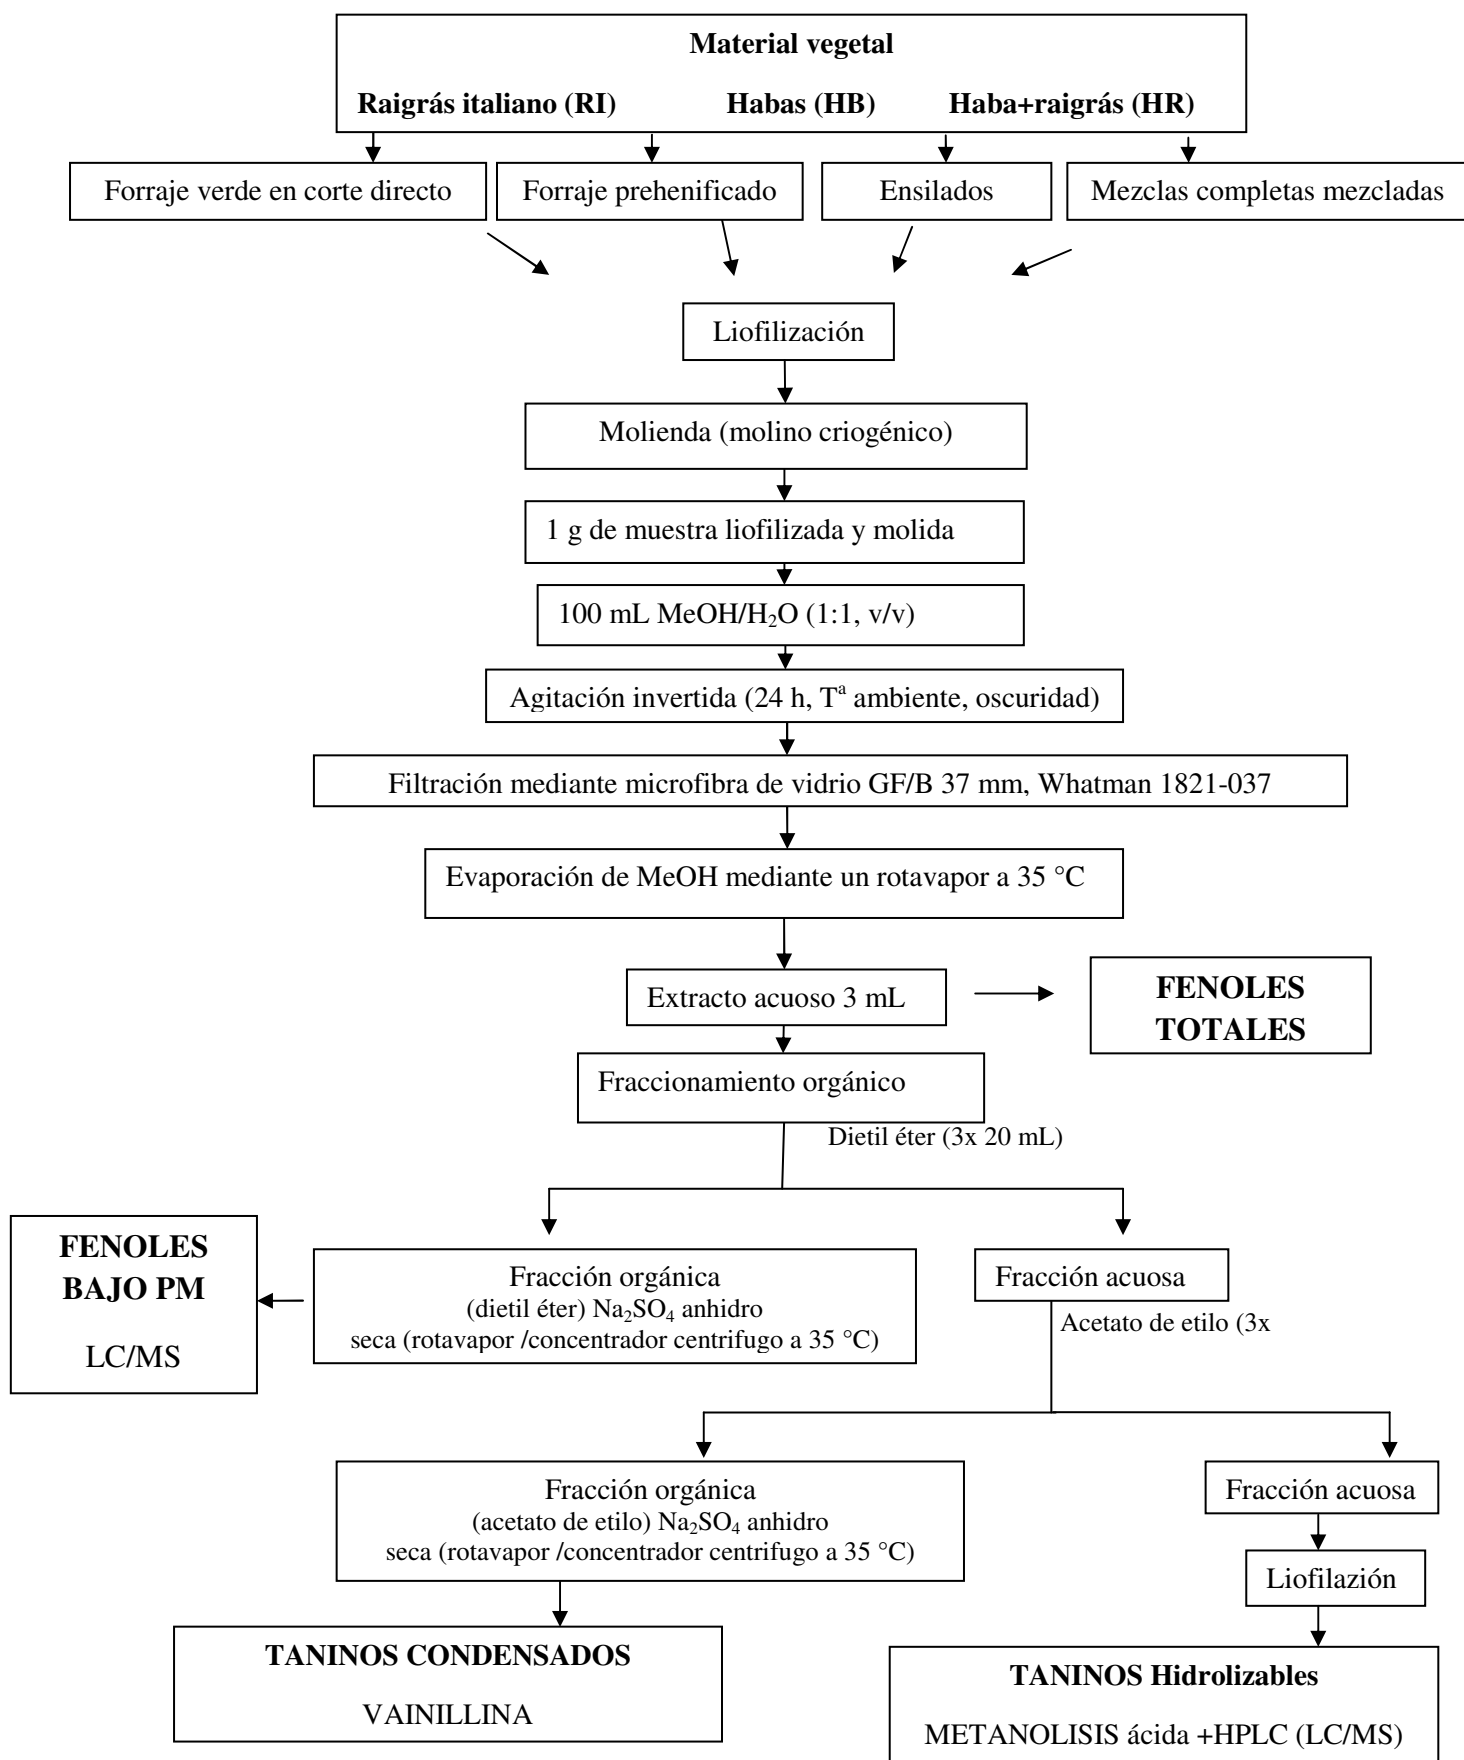 Material vegetal
Raigrás italiano (RI) Habas (HB) Haba+raigrás (HR)
Forraje verde en corte directo
Forraje prehenificado
Ensilados
Mezclas completas mezcladas
Liofilización
Molienda (molino criogénico)
1 g de muestra liofilizada y molida
100 mL MeOH/H₂O (1:1, v/v)
Agitación invertida (24 h, Tª ambiente, oscuridad)
Filtración mediante microfibra de vidrio GF/B 37 mm, Whatman 1821-037
Evaporación de MeOH mediante un rotavapor a 35 °C
Extracto acuoso 3 mL
FENOLES
TOTALES
Fraccionamiento orgánico
Dietil éter (3x 20 mL)
FENOLES
BAJO PM
LC/MS
Fracción orgánica
(dietil éter) Na₂SO₄ anhidro
seca (rotavapor /concentrador centrifugo a 35 °C)
Fracción acuosa
Acetato de etilo (3x
Fracción orgánica
(acetato de etilo) Na₂SO₄ anhidro
seca (rotavapor /concentrador centrifugo a 35 °C)
Fracción acuosa
Liofilazión
TANINOS CONDENSADOS
VAINILLINA
TANINOS Hidrolizables
METANOLISIS ácida +HPLC (LC/MS)